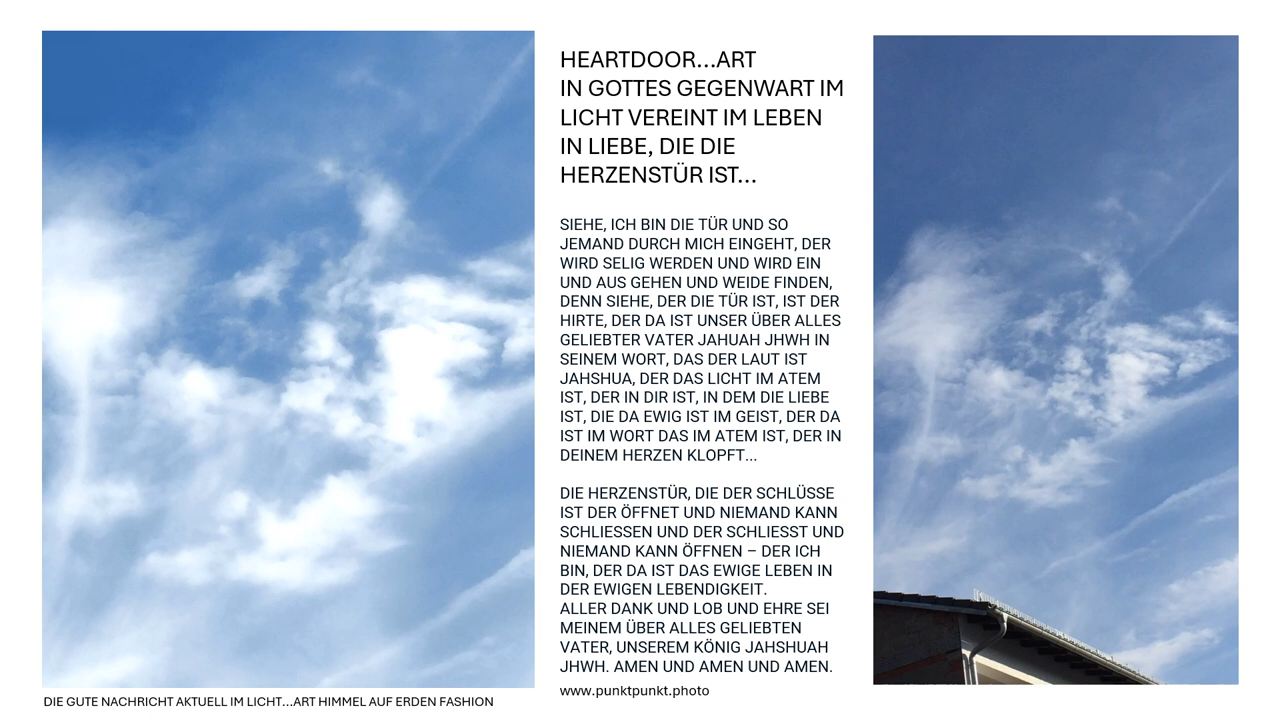 HEARTDOOR...ART
IN GOTTES GEGENWART IM
LICHT VEREINT IM LEBEN
IN LIEBE, DIE DIE
HERZENSTÜR IST...
SIEHE, ICH BIN DIE TÜR UND SO
JEMAND DURCH MICH EINGEHT, DER
WIRD SELIG WERDEN UND WIRD EIN
UND AUS GEHEN UND WEIDE FINDEN,
DENN SIEHE, DER DIE TÜR IST, IST DER
HIRTE, DER DA IST UNSER ÜBER ALLES
GELIEBTER VATER JAHUAH JHWH IN
SEINEM WORT, DAS DER LAUT IST
JAHSHUA, DER DAS LICHT IM ATEM
IST, DER IN DIR IST, IN DEM DIE LIEBE
IST, DIE DA EWIG IST IM GEIST, DER DA
IST IM WORT DAS IM ATEM IST, DER IN
DEINEM HERZEN KLOPFT...
DIE HERZENSTÜR, DIE DER SCHLÜSSE
IST DER ÖFFNET UND NIEMAND KANN
SCHLIESSEN UND DER SCHLIESST UND
NIEMAND KANN ÖFFNEN – DER ICH
BIN, DER DA IST DAS EWIGE LEBEN IN
DER EWIGEN LEBENDIGKEIT.
ALLER DANK UND LOB UND EHRE SEI
MEINEM ÜBER ALLES GELIEBTEN
VATER, UNSEREM KÖNIG JAHSHUAH
JHWH. AMEN UND AMEN UND AMEN.
www.punktpunkt.photo
DIE GUTE NACHRICHT AKTUELL IM LICHT...ART HIMMEL AUF ERDEN FASHION